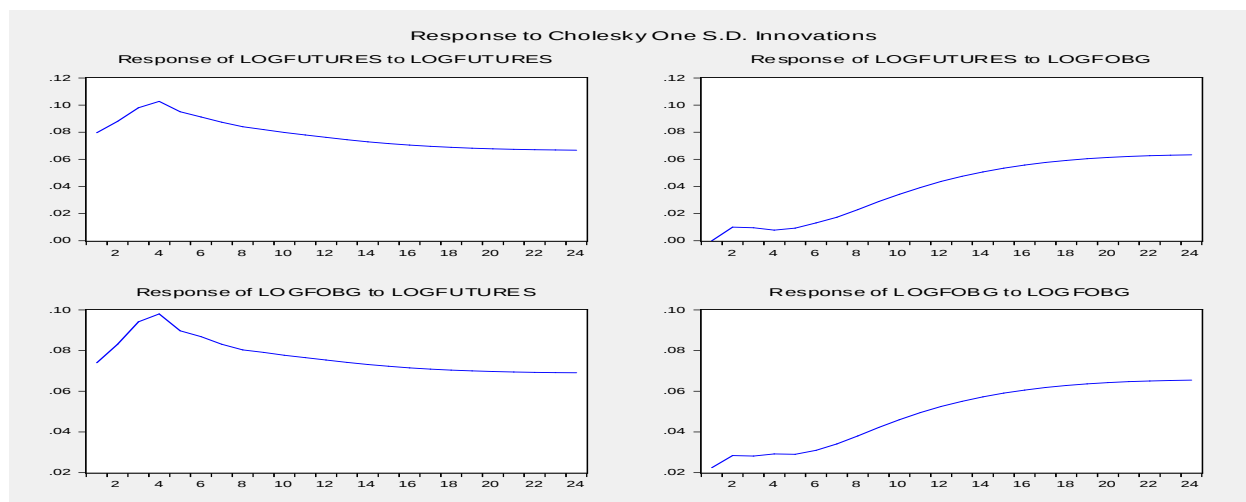 Response to Cholesky One S.D. Innovations
Response of LOGFUTURES to LOGFUTURES
.12
.10
.08
.06
.04
.02
.00
2 4 6 8 10 12 14 16 18 20 22 24
Response of LOGFUTURES to LOGFOBG
.12
.10
.08
.06
.04
.02
.00
2 4 6 8 10 12 14 16 18 20 22 24
Response of LOGFOBG to LOGFUTURES
.10
.08
.06
.04
.02
2 4 6 8 10 12 14 16 18 20 22 24
Response of LOGFOBG to LOGFOBG
.10
.08
.06
.04
.02
2 4 6 8 10 12 14 16 18 20 22 24